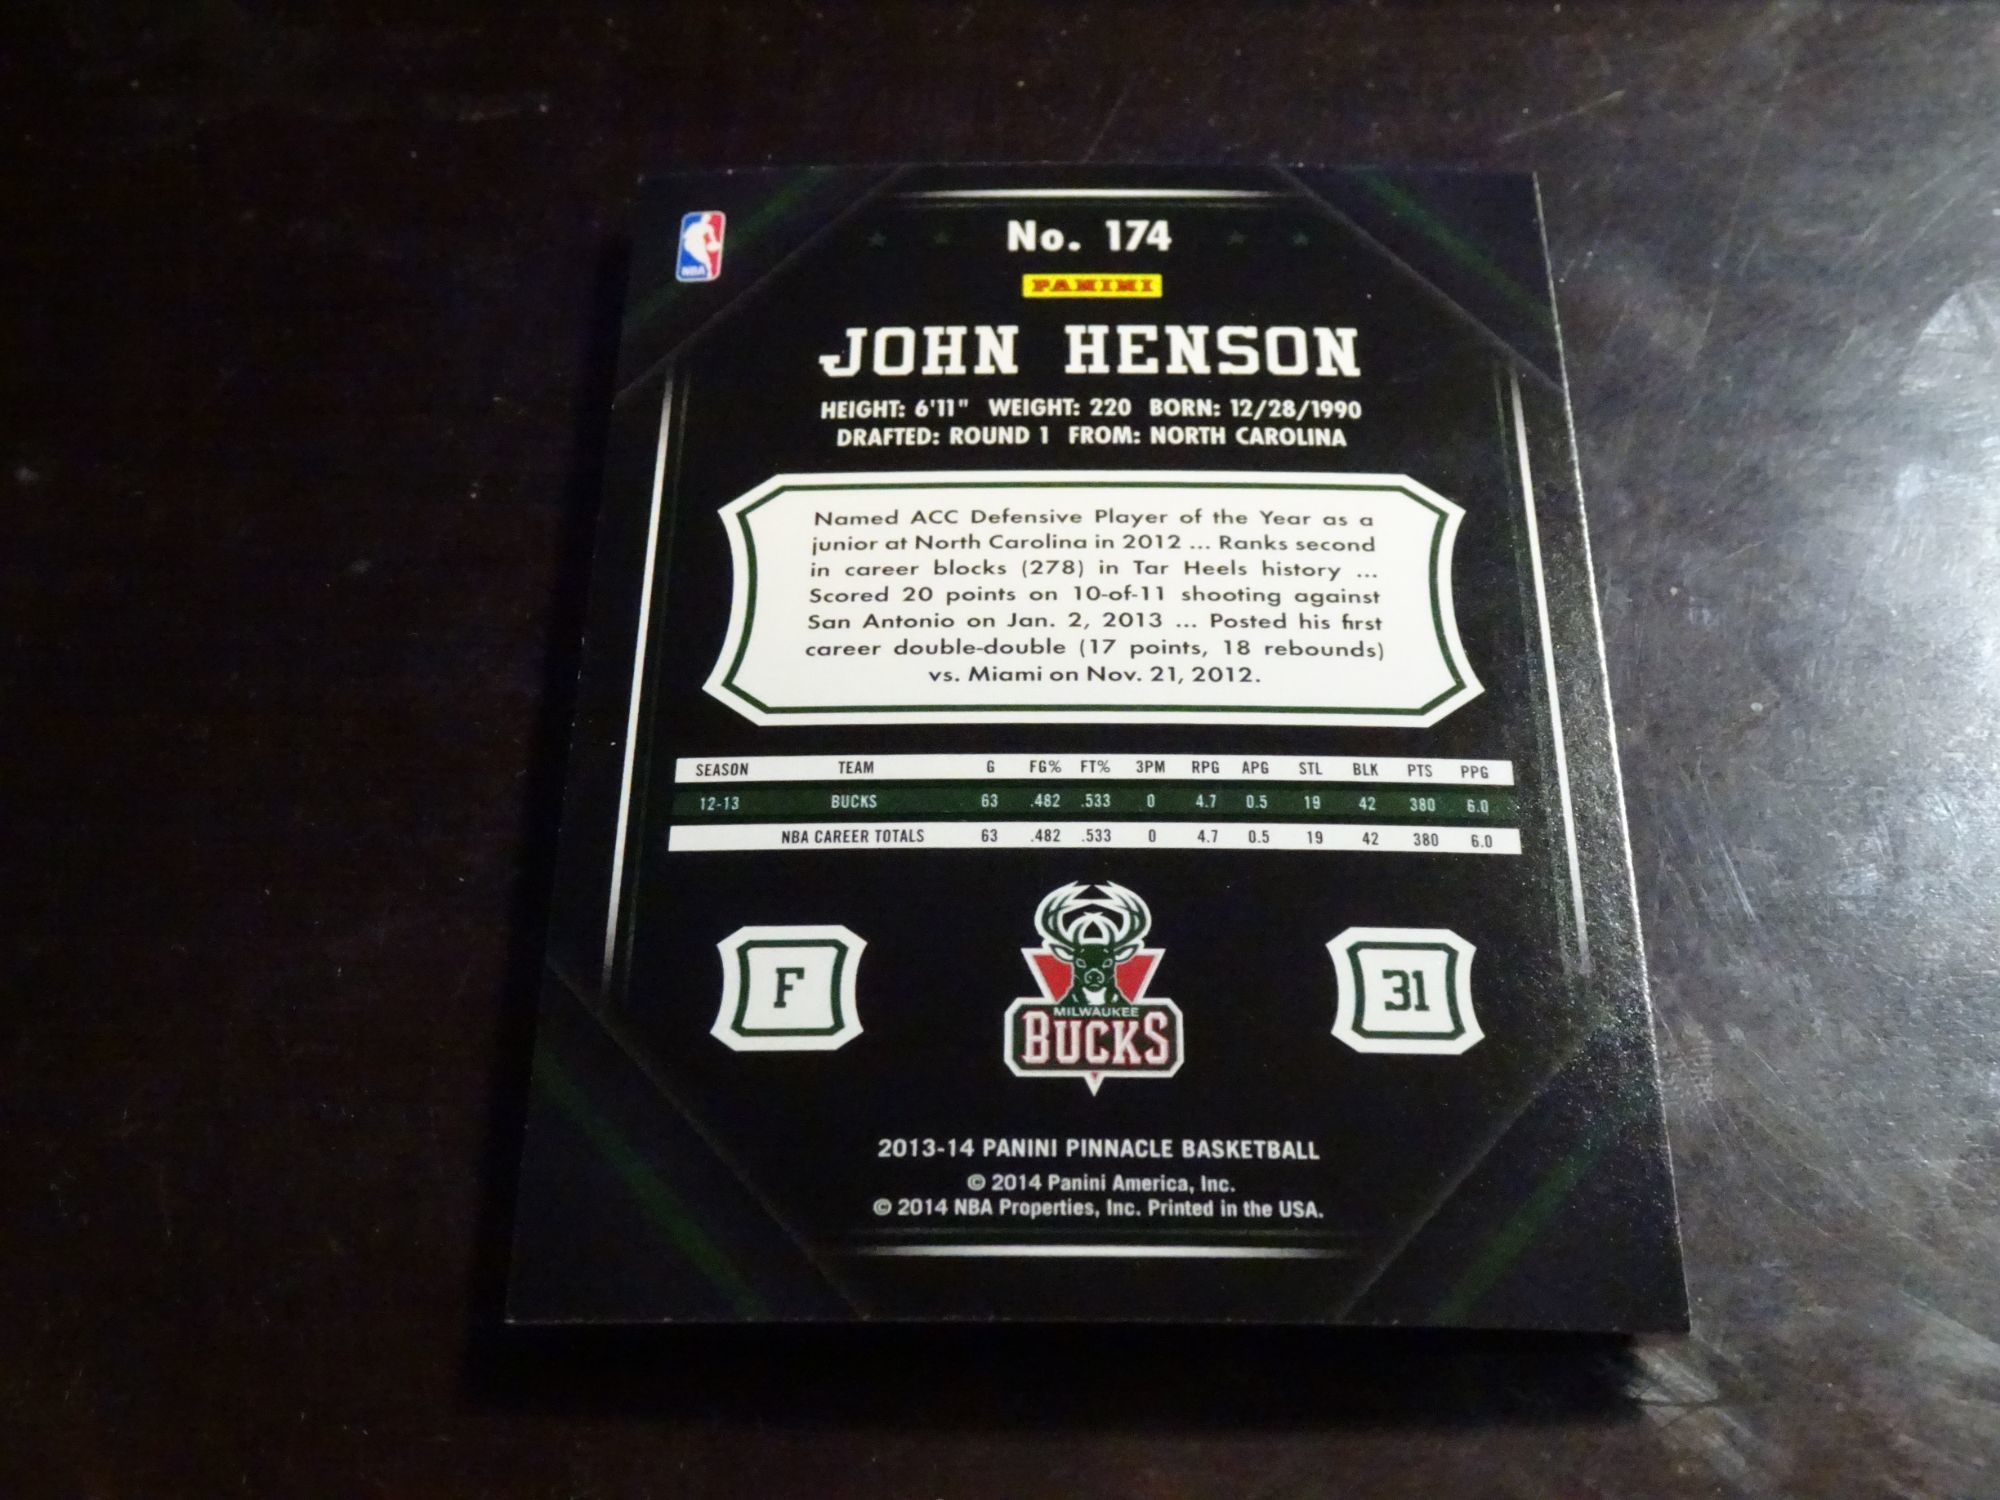 NBA
No. 174
PANINI
JOHN HENSON
HEIGHT: 6'11" WEIGHT: 220 BORN: 12/28/1990
DRAFTED: ROUND 1 FROM: NORTH CAROLINA
Named ACC Defensive Player of the Year as a
junior at North Carolina in 2012 ... Ranks second
in career blocks (278) in Tar Heels history ...
Scored 20 points on 10-of-11 shooting against
San Antonio on Jan. 2, 2013 ... Posted his first
career double-double (17 points, 18 rebounds)
vs. Miami on Nov. 21, 2012.
SEASON TEAM G FG% FT% 3PM RPG APG STL BLK PTS PPG
12-13 BUCKS 63 .482 .533 0 4.7 0.5 19 42 380 6.0
NBA CAREER TOTALS 63 .482 .533 0 4.7 0.5 19 42 380 6.0
F
MILWAUKEE
BUCKS
31
2013-14 PANINI PINNACLE BASKETBALL
© 2014 Panini America, Inc.
© 2014 NBA Properties, Inc. Printed in the USA.